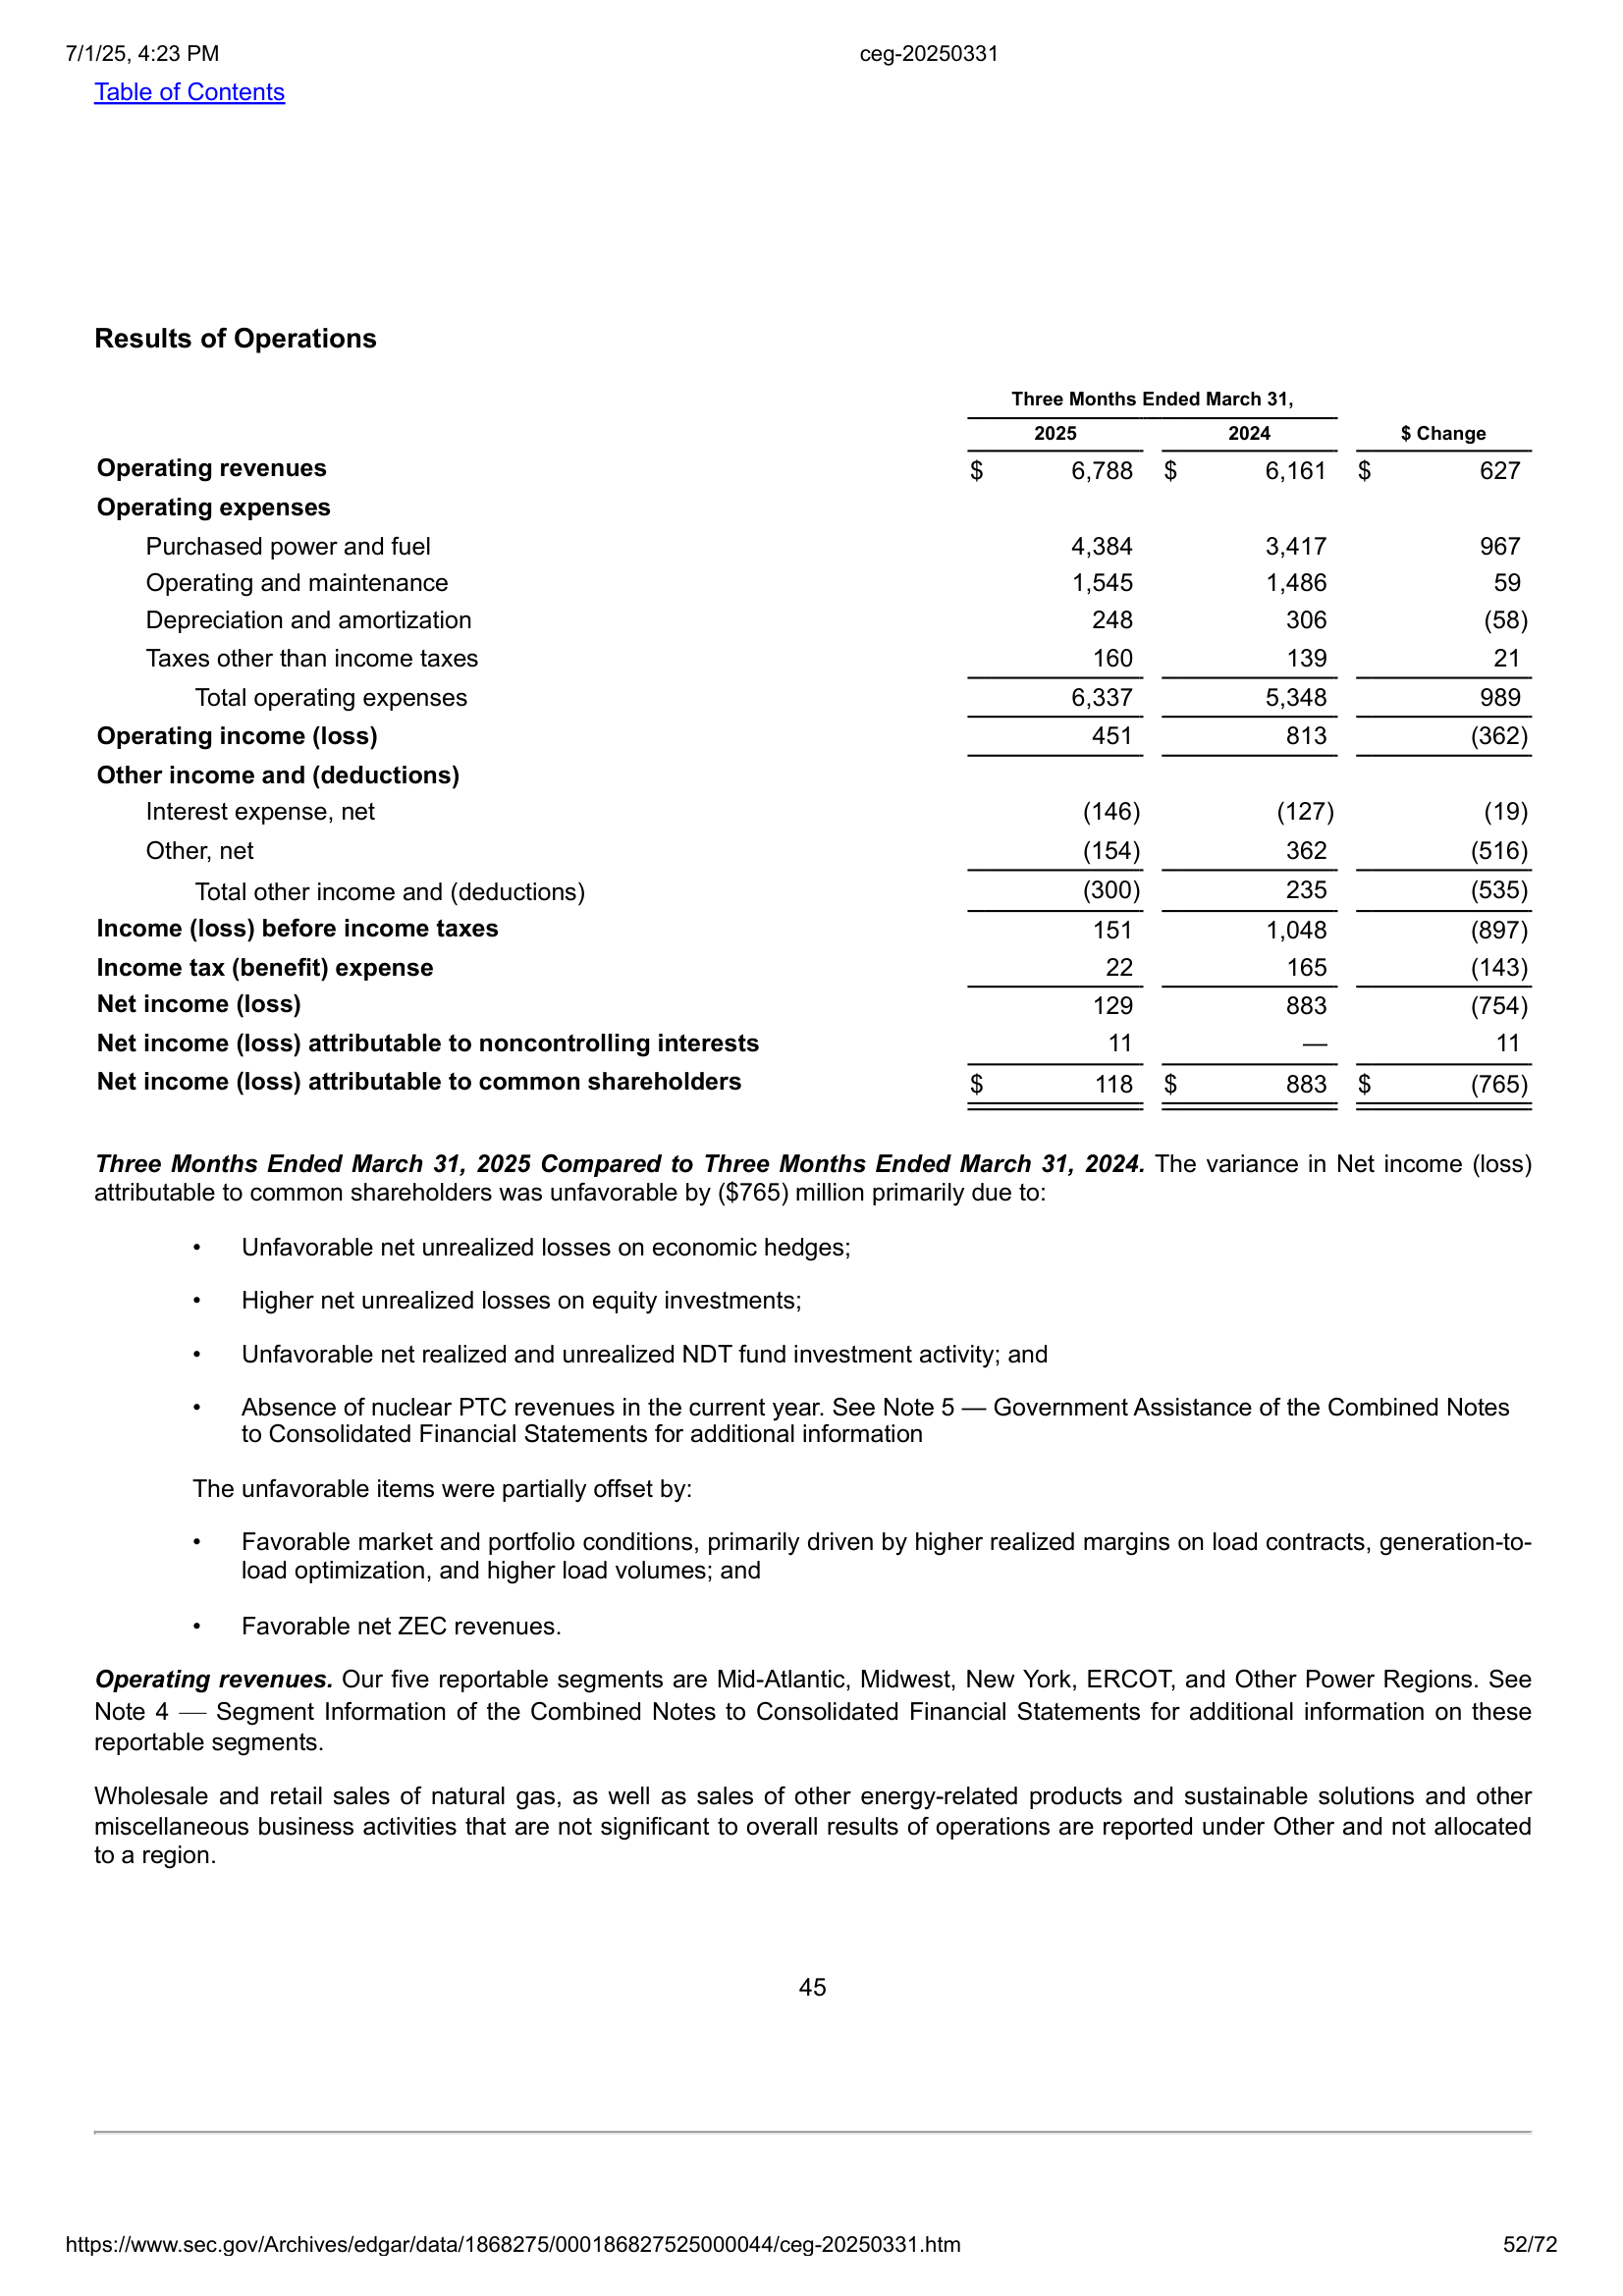 7/1/25, 4:23 PM ceg-20250331
Table of Contents
Results of Operations
Three Months Ended March 31,
2025 2024 $ Change
Operating revenues $ 6,788 $ 6,161 $ 627
Operating expenses
Purchased power and fuel 4,384 3,417 967
Operating and maintenance 1,545 1,486 59
Depreciation and amortization 248 306 (58)
Taxes other than income taxes 160 139 21
Total operating expenses 6,337 5,348 989
Operating income (loss) 451 813 (362)
Other income and (deductions)
Interest expense, net (146) (127) (19)
Other, net (154) 362 (516)
Total other income and (deductions) (300) 235 (535)
Income (loss) before income taxes 151 1,048 (897)
Income tax (benefit) expense 22 165 (143)
Net income (loss) 129 883 (754)
Net income (loss) attributable to noncontrolling interests 11 — 11
Net income (loss) attributable to common shareholders $ 118 $ 883 $ (765)
Three Months Ended March 31, 2025 Compared to Three Months Ended March 31, 2024. The variance in Net income (loss)
attributable to common shareholders was unfavorable by ($765) million primarily due to:
• Unfavorable net unrealized losses on economic hedges;
• Higher net unrealized losses on equity investments;
• Unfavorable net realized and unrealized NDT fund investment activity; and
• Absence of nuclear PTC revenues in the current year. See Note 5 — Government Assistance of the Combined Notes
to Consolidated Financial Statements for additional information
The unfavorable items were partially offset by:
• Favorable market and portfolio conditions, primarily driven by higher realized margins on load contracts, generation-to-
load optimization, and higher load volumes; and
• Favorable net ZEC revenues.
Operating revenues. Our five reportable segments are Mid-Atlantic, Midwest, New York, ERCOT, and Other Power Regions. See
Note 4 — Segment Information of the Combined Notes to Consolidated Financial Statements for additional information on these
reportable segments.
Wholesale and retail sales of natural gas, as well as sales of other energy-related products and sustainable solutions and other
miscellaneous business activities that are not significant to overall results of operations are reported under Other and not allocated
to a region.
45
https://www.sec.gov/Archives/edgar/data/1868275/000186827525000044/ceg-20250331.htm 52/72